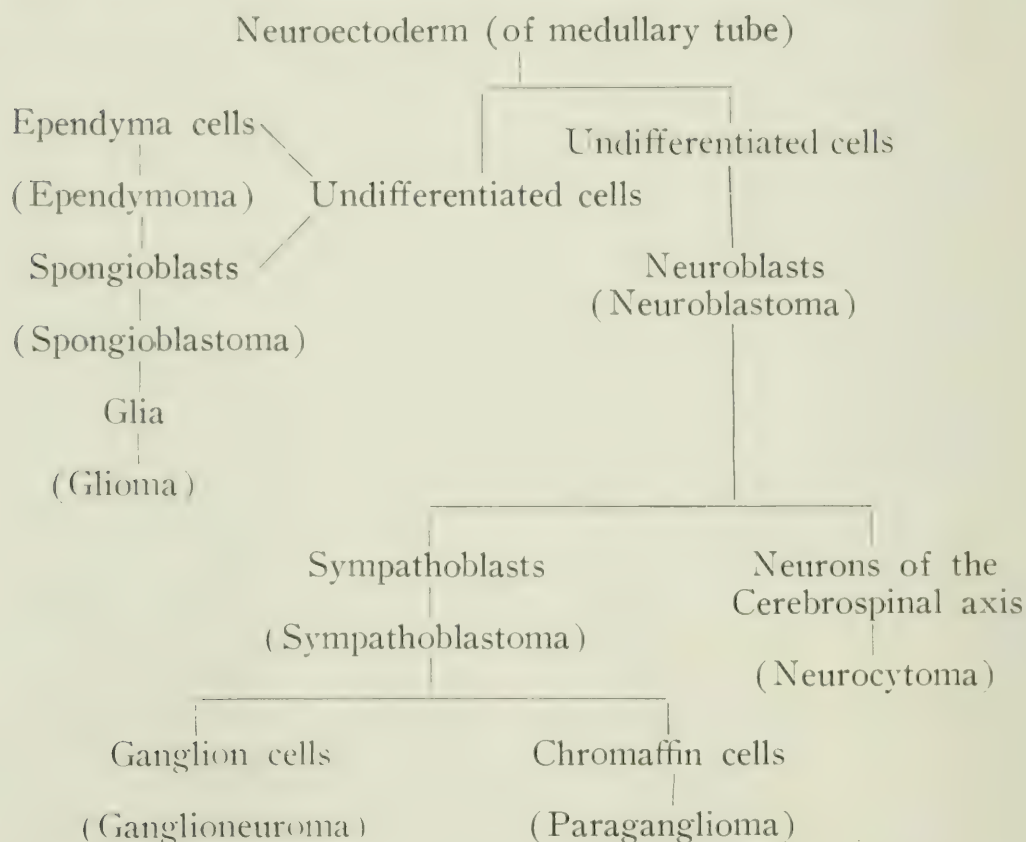 Neuroectoderm (of medullary tube)
Ependyma cells
Undifferentiated cells
(Ependymoma)
Undifferentiated cells
Spongioblasts
Neuroblasts
(Neuroblastoma)
(Spongioblastoma)
Glia
(Glioma)
Sympathoblasts
Neurons of the
Cerebrospinal axis
(Sympathoblastoma)
(Neurocytoma)
Ganglion cells
Chromaffin cells
(Ganglioneuroma)
(Paraganglioma)